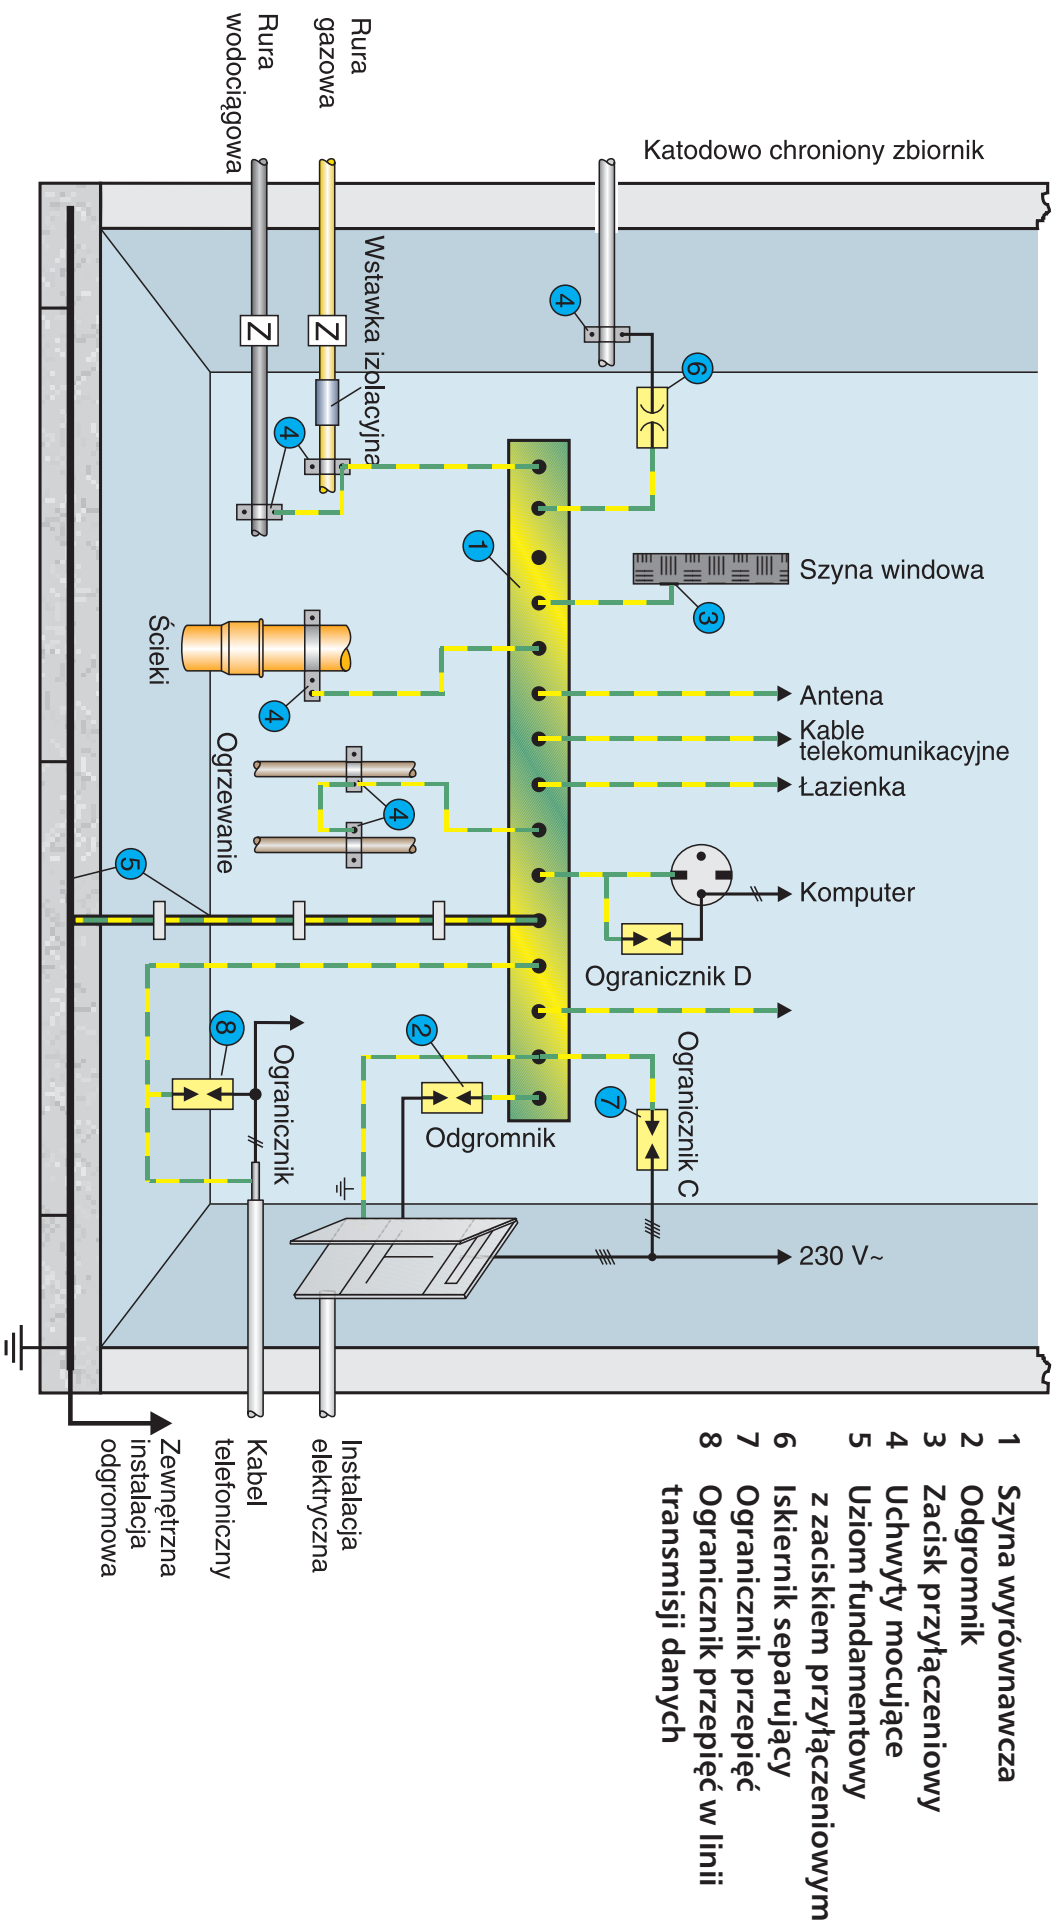 Rura
gazowa
Rura
wodociągowa
Katodowo chroniony zbiornik
Wstawka izolacyjna
Z
Z
4
6
4
1
Szyna windowa
3
Ścieki
4
Antena
Kable
telekomunikacyjne
Łazienka
Ogrzewanie
4
5
Komputer
Ogranicznik D
8
Ogranicznik
2
Odgromnik
7
Ogranicznik C
230 V~
Instalacja
elektryczna
Kabel
telefoniczny
Zewnętrzna
instalacja
odgromowa
1 Szyna wyrównawcza
2 Odgromnik
3 Zacisk przyłączeniowy
4 Uchwyty mocujące
5 Uziom fundamentowy
z zaciskiem przyłączeniowym
6 Iskiernik separujący
7 Ogranicznik przepięć
8 Ogranicznik przepięć w linii
transmisji danych